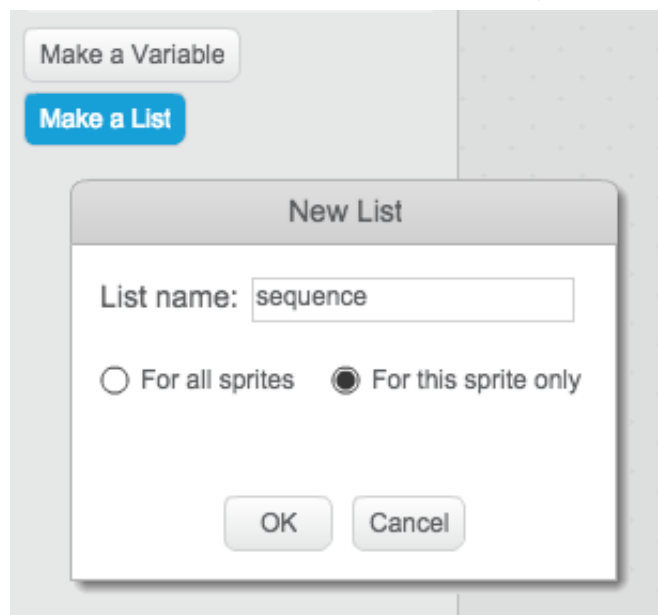 Make a Variable
Make a List
New List
List name: sequence
For all sprites For this sprite only
OK Cancel